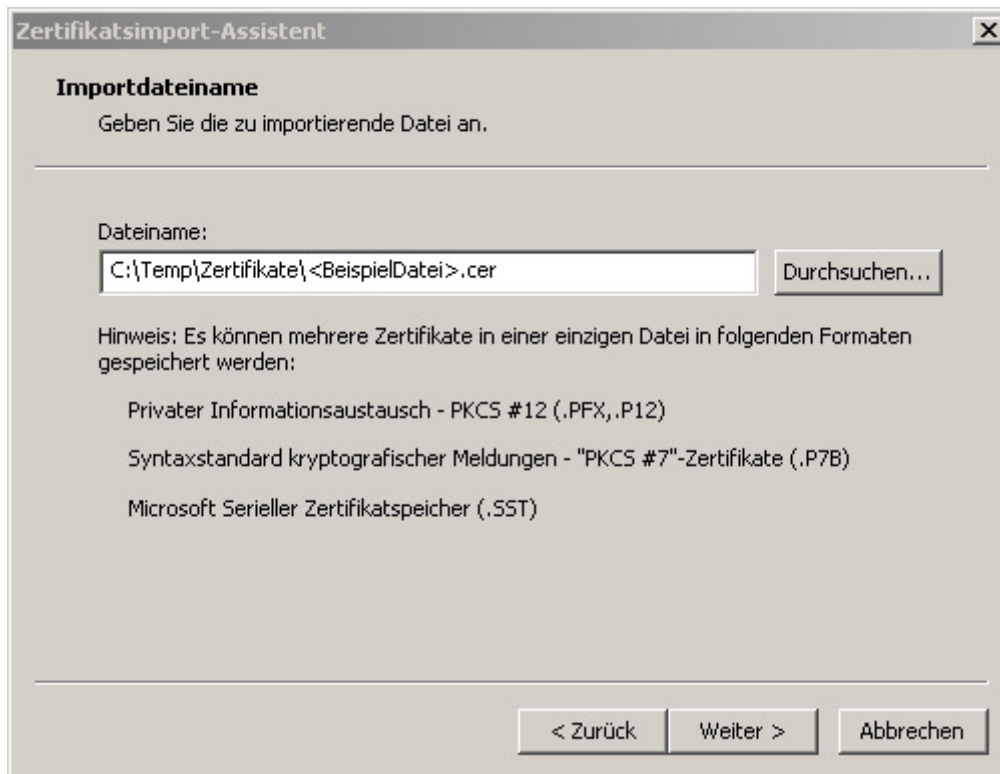 Zertifikatsimport-Assistent
Importdateiname
Geben Sie die zu importierende Datei an.
Dateiname:
C:\Temp\Zertifikate\<BeispielDatei>.cer
Durchsuchen...
Hinweis: Es können mehrere Zertifikate in einer einzigen Datei in folgenden Formaten
gespeichert werden:
Privater Informationsaustausch - PKCS #12 (.PFX,.P12)
Syntaxstandard kryptografischer Meldungen - "PKCS #7"-Zertifikate (.P7B)
Microsoft Serieller Zertifikatspeicher (.SST)
< Zurück
Weiter >
Abbrechen